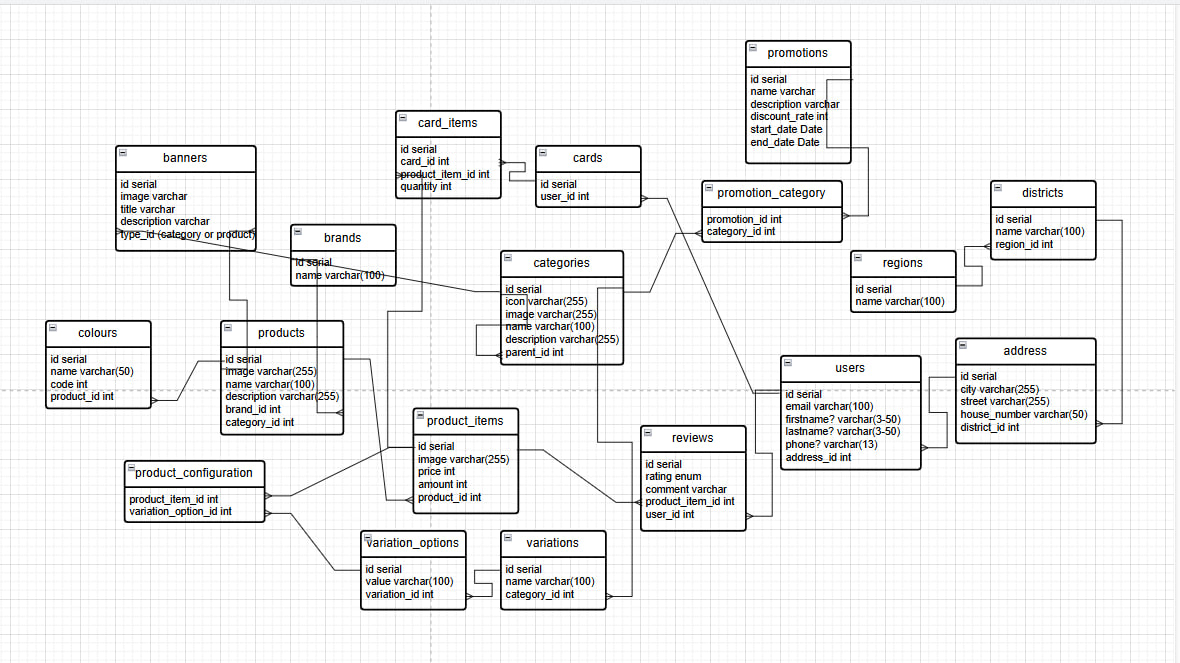 promotions
id serial
name varchar
description varchar
discount_rate int
start_date Date
end_date Date
card_items
id serial
card_id int
product_item_id int
quantity int
cards
id serial
user_id int
banners
id serial
image varchar
title varchar
description varchar
type_id (category or product)
promotion_category
promotion_id int
category_id int
districts
id serial
name varchar(100)
region_id int
brands
id serial
name varchar(100)
categories
id serial
icon varchar(255)
image varchar(255)
name varchar(100)
description varchar(255)
parent_id int
regions
id serial
name varchar(100)
colours
id serial
name varchar(50)
code int
product_id int
products
id serial
image varchar(255)
name varchar(100)
description varchar(255)
brand_id int
category_id int
address
id serial
city varchar(255)
street varchar(255)
house_number varchar(50)
district_id int
users
id serial
email varchar(100)
firstname? varchar(3-50)
lastname? varchar(3-50)
phone? varchar(13)
address_id int
product_items
id serial
image varchar(255)
price int
amount int
product_id int
reviews
id serial
rating enum
comment varchar
product_item_id int
user_id int
product_configuration
product_item_id int
variation_option_id int
variation_options
id serial
value varchar(100)
variation_id int
variations
id serial
name varchar(100)
category_id int